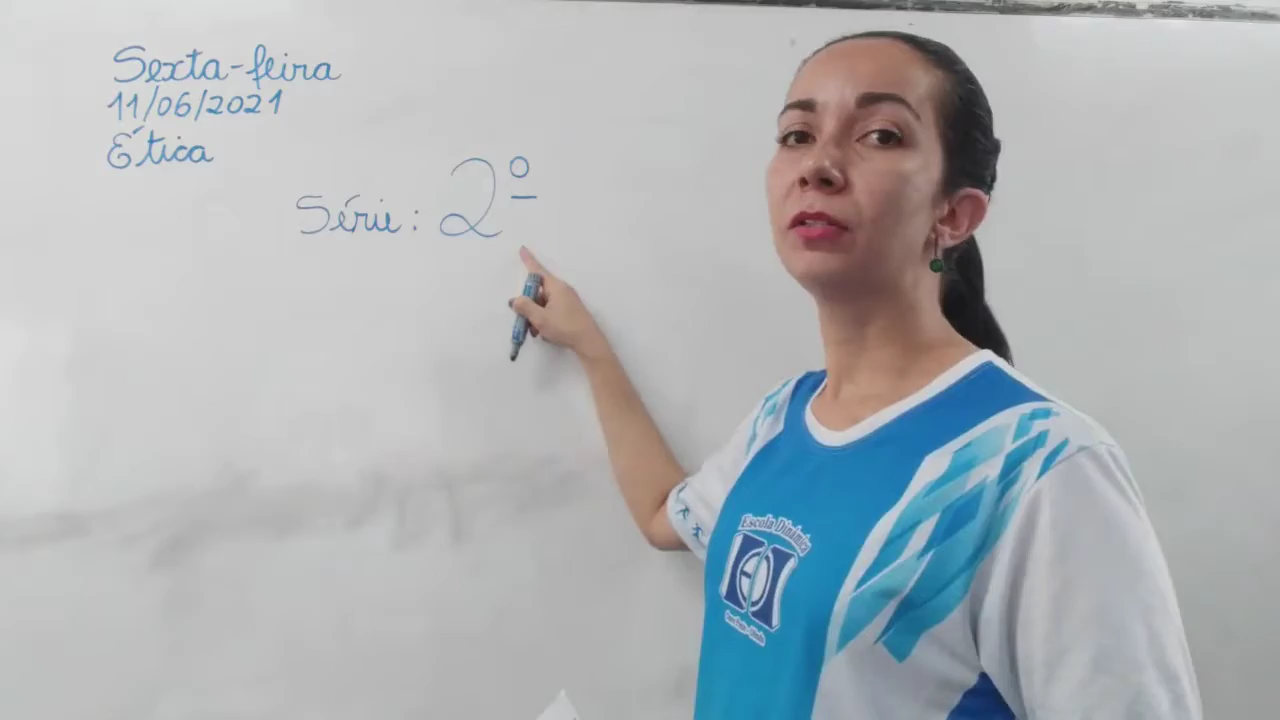 Sexta-feira
11/06/2021
Ética
Série: 2º
Escola Dinâmica